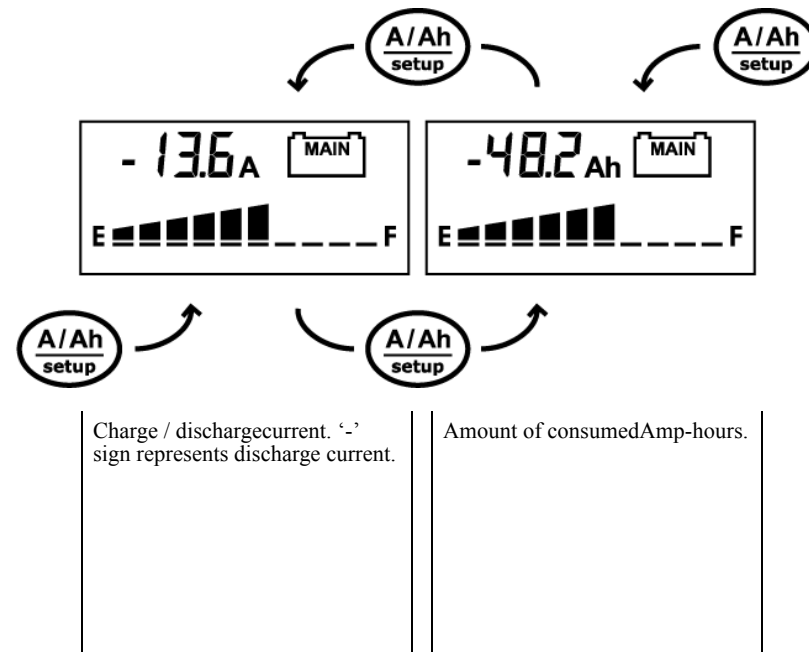 A/Ah
setup
A/Ah
setup
-13.6 A
MAIN
E F
-48.2 Ah
MAIN
E F
A/Ah
setup
A/Ah
setup
Charge / dischargecurrent. ‘-’
sign represents discharge current.
Amount of consumedAmp-hours.